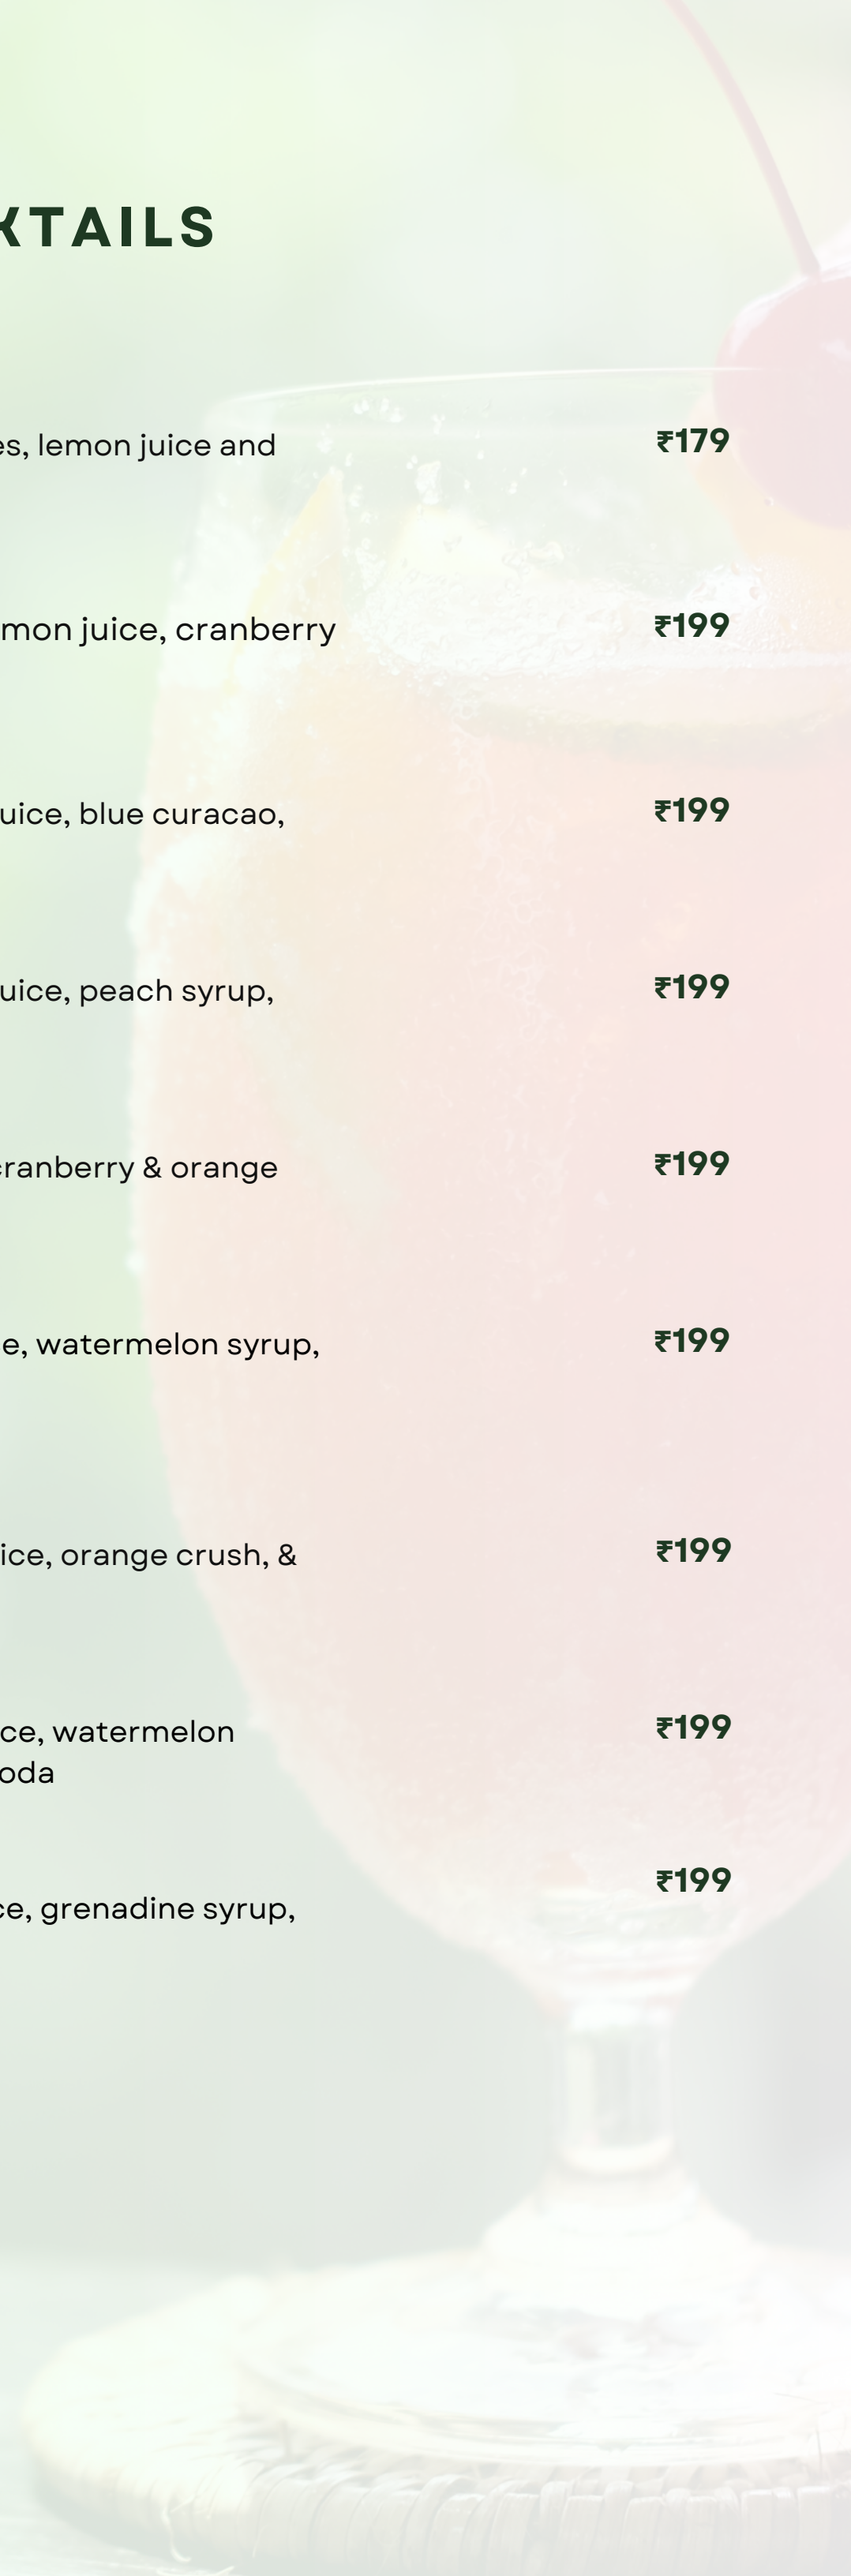 KTAILS
es, lemon juice and ₹179
mon juice, cranberry ₹199
uice, blue curacao, ₹199
uice, peach syrup, ₹199
cranberry & orange ₹199
e, watermelon syrup, ₹199
ice, orange crush, & ₹199
ce, watermelon ₹199
oda
ce, grenadine syrup, ₹199